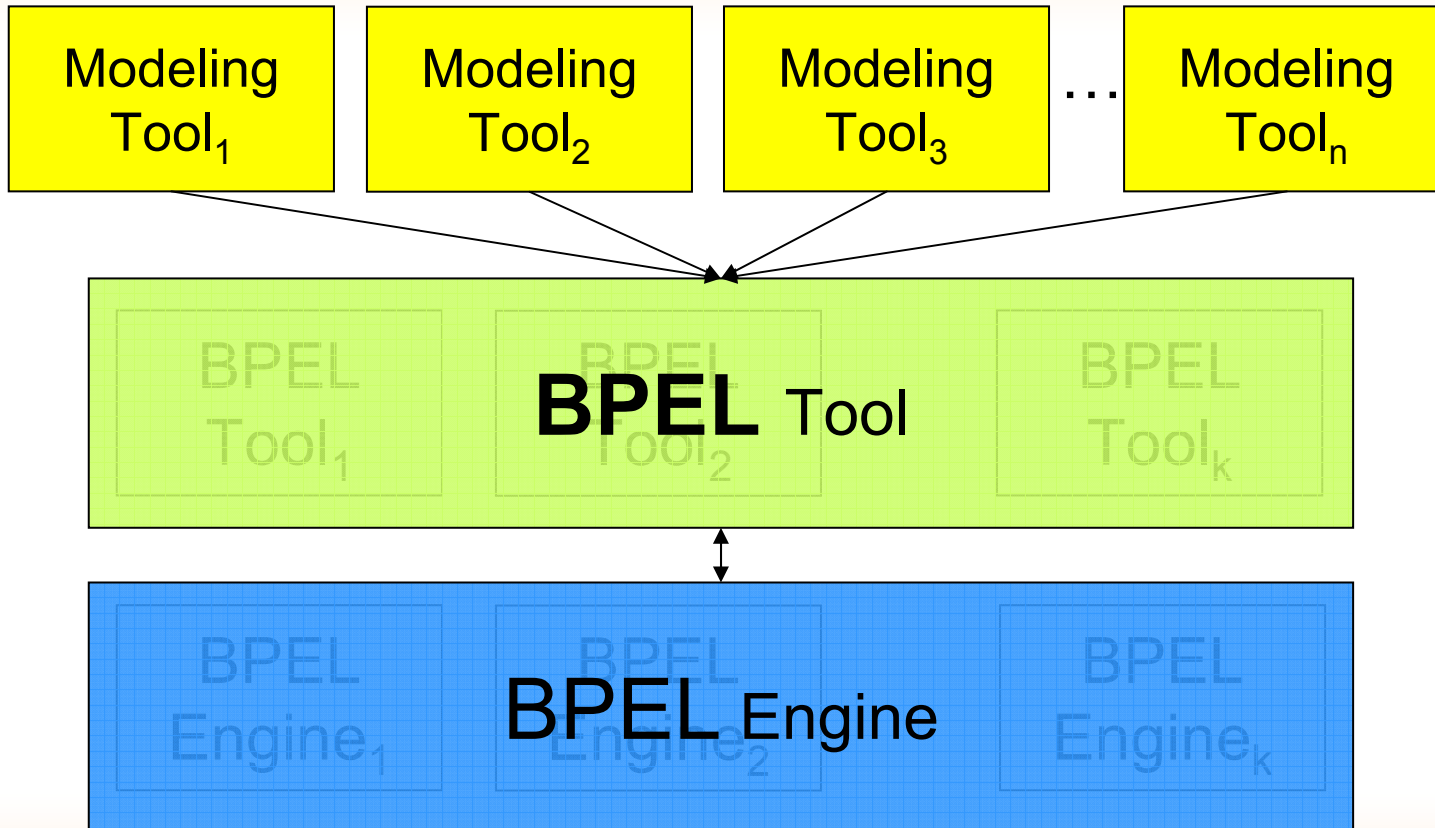 Modeling
Tool₁
Modeling
Tool₂
Modeling
Tool₃
...
Modeling
Toolₙ
BPEL
Tool₁
BPEL
Tool₂
BPEL
Toolₖ
BPEL Tool
BPEL
Engine₁
BPEL
Engine₂
BPEL
Engineₖ
BPEL Engine